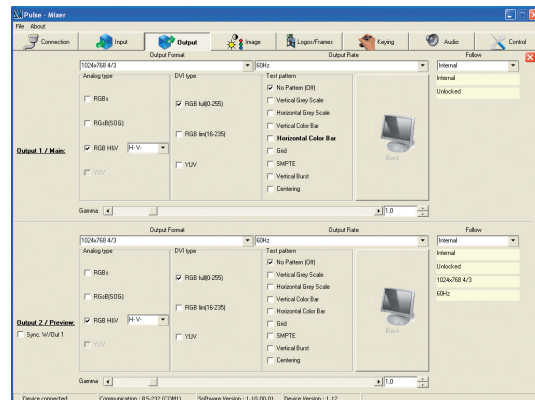 Pulse - Mixer
File About
Connection Input Output Image Logos/Frames Keying Audio Control
Output Format Output Rate Follow
1024x768 4/3 60Hz Internal
Analog type DVI type Test pattern Internal
Unlocked
RGBs
RGsB(SOG)
RGB H&V H-V-
YUV
RGB full(0-255)
RGB lin(16-235)
YUV
No Pattern (Off)
Vertical Grey Scale
Horizontal Grey Scale
Vertical Color Bar
Horizontal Color Bar
Grid
SMPTE
Vertical Burst
Centering
Back
Output 1 / Main:
Gamma 1,0
Output Format Output Rate Follow
1024x768 4/3 60Hz Internal
Analog type DVI type Test pattern Internal
Unlocked
1024x768 4/3
60Hz
RGBs
RGsB(SOG)
RGB H&V H-V-
YUV
RGB full(0-255)
RGB lin(16-235)
YUV
No Pattern (Off)
Vertical Grey Scale
Horizontal Grey Scale
Vertical Color Bar
Horizontal Color Bar
Grid
SMPTE
Vertical Burst
Centering
Back
Output 2 / Preview:
Sync. W/Out 1
Gamma 1,0
Device connected Communication : RS-232 (COM1) Software Version : 1.10.00.01 Device Version : 1.12